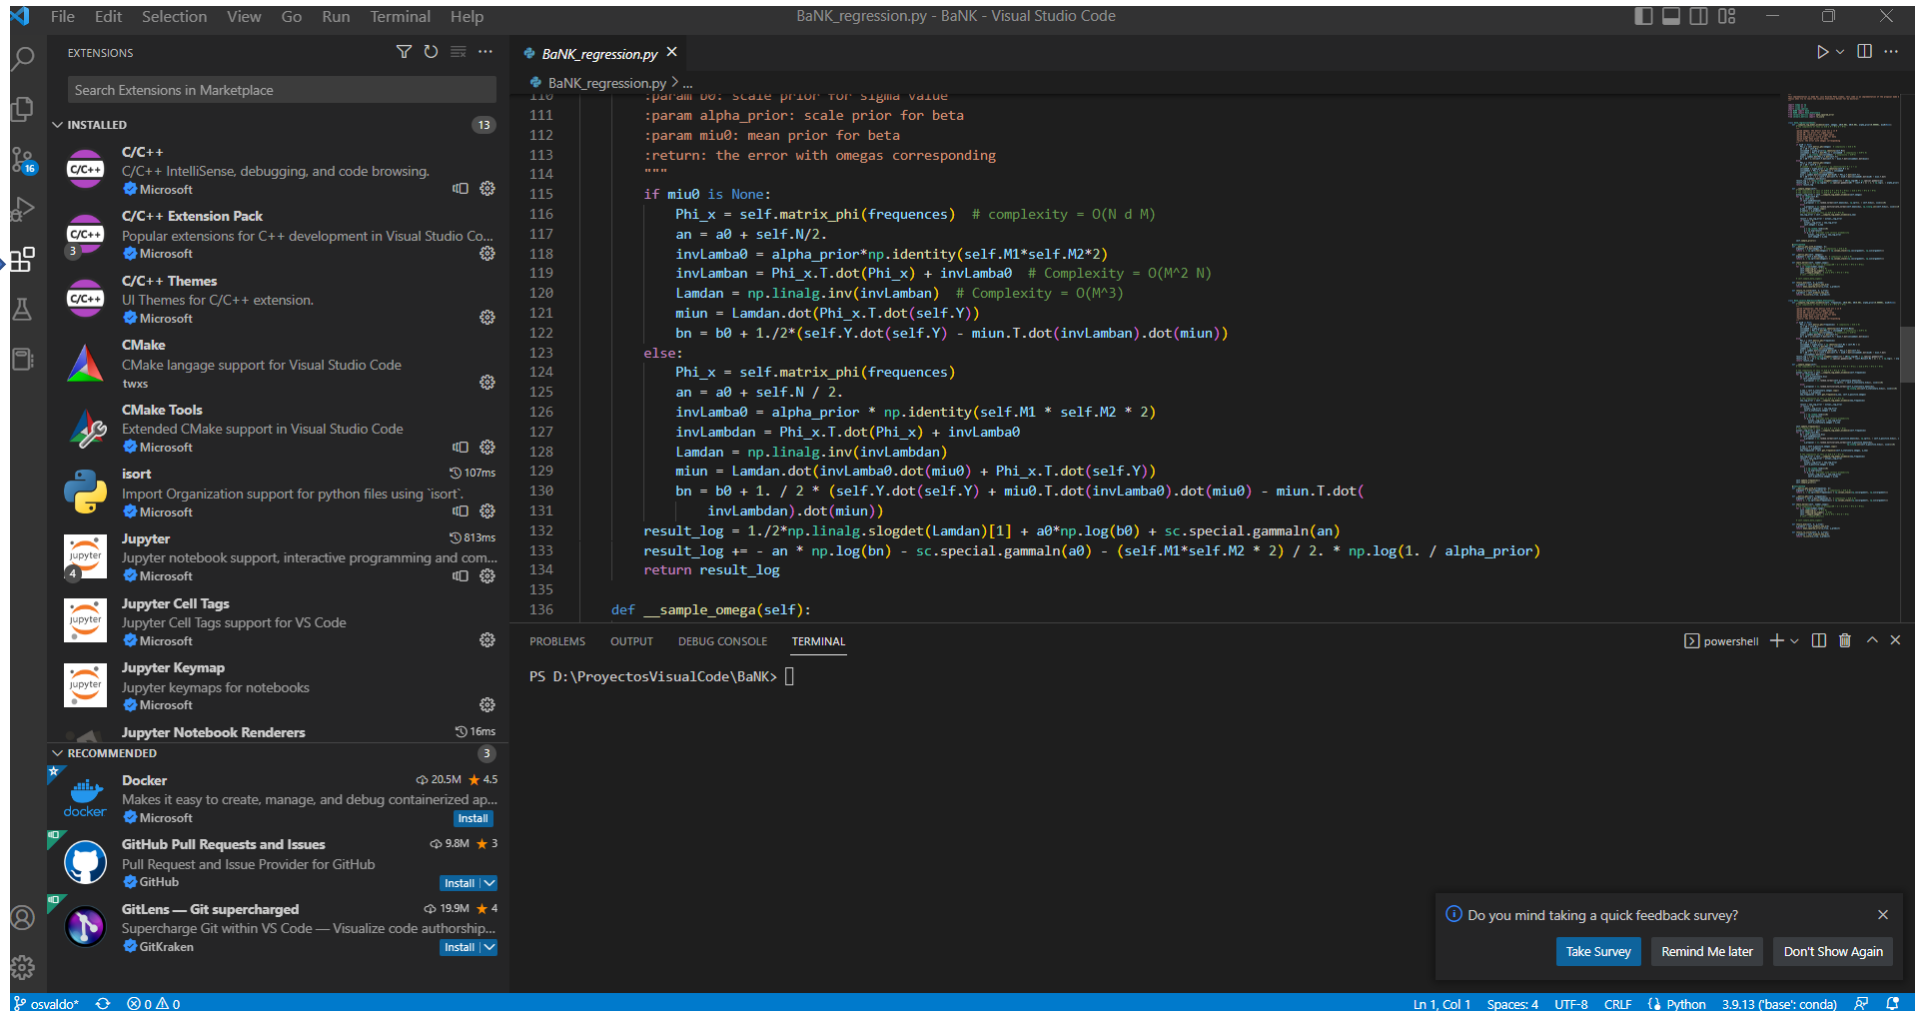 File Edit Selection View Go Run Terminal Help
BaNK_regression.py - BaNK - Visual Studio Code
EXTENSIONS
Search Extensions in Marketplace
INSTALLED 13
C/C++
C/C++
C/C++ IntelliSense, debugging, and code browsing.
Microsoft
C/C++ Extension Pack
C/C++
3
Popular extensions for C++ development in Visual Studio Co...
Microsoft
C/C++ Themes
C/C++
UI Themes for C/C++ extension.
Microsoft
CMake
CMake langage support for Visual Studio Code
twxs
CMake Tools
Extended CMake support in Visual Studio Code
Microsoft
isort 107ms
Import Organization support for python files using `isort`.
Microsoft
Jupyter 813ms
jupyter
4
Jupyter notebook support, interactive programming and com...
Microsoft
Jupyter Cell Tags
jupyter
Jupyter Cell Tags support for VS Code
Microsoft
Jupyter Keymap
jupyter
Jupyter keymaps for notebooks
Microsoft
Jupyter Notebook Renderers 16ms
RECOMMENDED 3
Docker 20.5M 4.5
docker
Makes it easy to create, manage, and debug containerized ap...
Microsoft Install
GitHub Pull Requests and Issues 9.8M 3
Pull Request and Issue Provider for GitHub
GitHub Install
GitLens — Git supercharged 19.9M 4
Supercharge Git within VS Code — Visualize code authorship...
GitKraken Install
16
BaNK_regression.py
BaNK_regression.py > ...
110 :param b0: scale prior for sigma value
111 :param alpha_prior: scale prior for beta
112 :param miu0: mean prior for beta
113 :return: the error with omegas corresponding
114 """
115 if miu0 is None:
116 Phi_x = self.matrix_phi(frequences) # complexity = O(N d M)
117 an = a0 + self.N/2.
118 invLamba0 = alpha_prior*np.identity(self.M1*self.M2*2)
119 invLamban = Phi_x.T.dot(Phi_x) + invLamba0 # Complexity = O(M^2 N)
120 Lamdan = np.linalg.inv(invLamban) # Complexity = O(M^3)
121 miun = Lamdan.dot(Phi_x.T.dot(self.Y))
122 bn = b0 + 1./2*(self.Y.dot(self.Y) - miun.T.dot(invLamban).dot(miun))
123 else:
124 Phi_x = self.matrix_phi(frequences)
125 an = a0 + self.N / 2.
126 invLamba0 = alpha_prior * np.identity(self.M1 * self.M2 * 2)
127 invLambdan = Phi_x.T.dot(Phi_x) + invLamba0
128 Lamdan = np.linalg.inv(invLambdan)
129 miun = Lamdan.dot(invLamba0.dot(miu0) + Phi_x.T.dot(self.Y))
130 bn = b0 + 1. / 2 * (self.Y.dot(self.Y) + miu0.T.dot(invLamba0).dot(miu0) - miun.T.dot(
131 invLambdan).dot(miun))
132 result_log = 1./2*np.linalg.slogdet(Lamdan)[1] + a0*np.log(b0) + sc.special.gammaln(an)
133 result_log += - an * np.log(bn) - sc.special.gammaln(a0) - (self.M1*self.M2 * 2) / 2. * np.log(1. / alpha_prior)
134 return result_log
135
136 def __sample_omega(self):
PROBLEMS OUTPUT DEBUG CONSOLE TERMINAL
powershell
PS D:\ProyectosVisualCode\BaNK>
Do you mind taking a quick feedback survey?
Take Survey Remind Me later Don't Show Again
osvaldo* 0 0
Ln 1, Col 1 Spaces: 4 UTF-8 CRLF Python 3.9.13 ('base': conda)